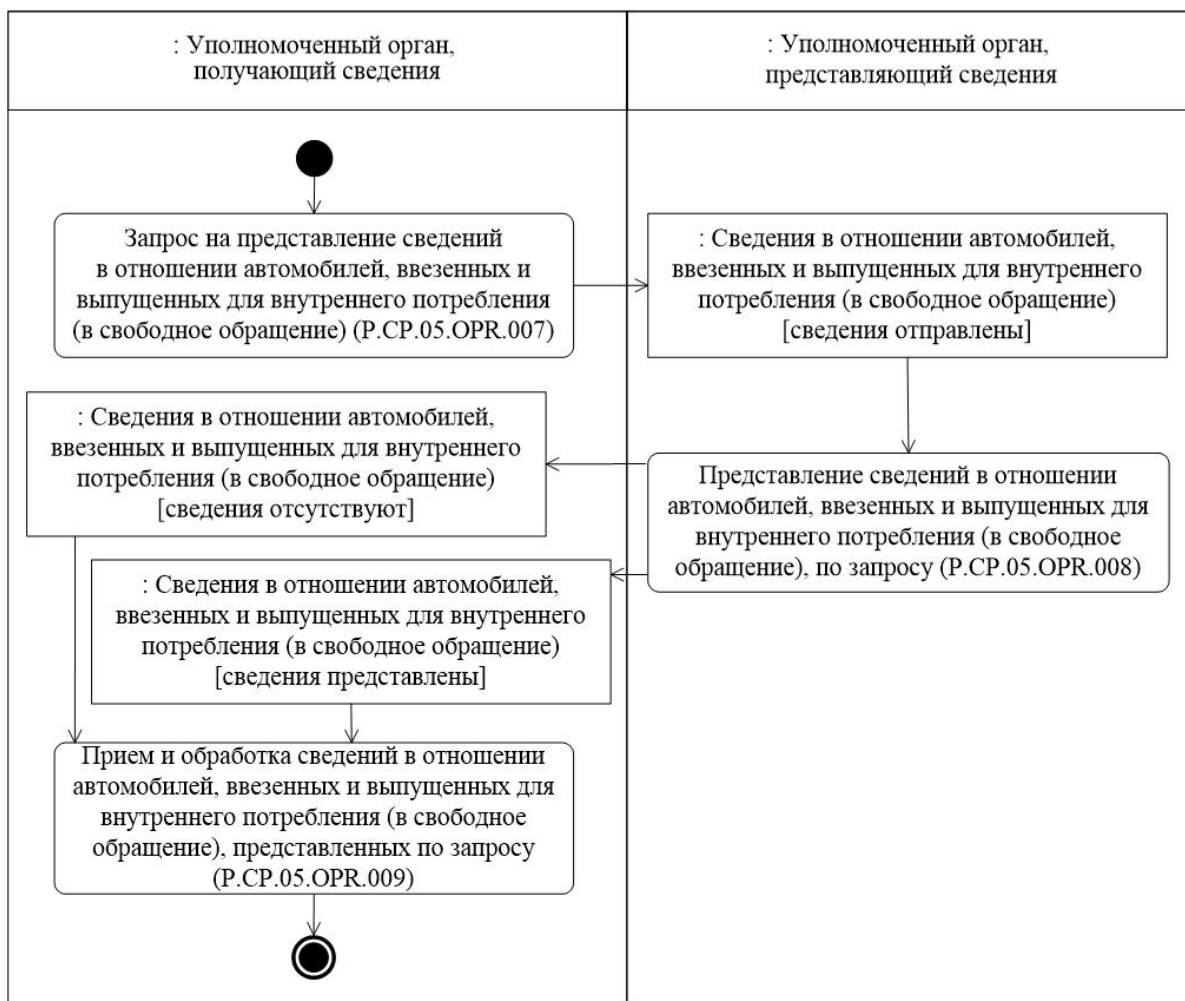 : Уполномоченный орган,
получающий сведения
: Уполномоченный орган,
представляющий сведения
Запрос на представление сведений
в отношении автомобилей, ввезенных и
выпущенных для внутреннего потребления
(в свободное обращение) (P.CP.05.OPR.007)
: Сведения в отношении автомобилей,
ввезенных и выпущенных для внутреннего
потребления (в свободное обращение)
[сведения отправлены]
: Сведения в отношении автомобилей,
ввезенных и выпущенных для внутреннего
потребления (в свободное обращение)
[сведения отсутствуют]
Представление сведений в отношении
автомобилей, ввезенных и выпущенных для
внутреннего потребления (в свободное
обращение), по запросу (P.CP.05.OPR.008)
: Сведения в отношении автомобилей,
ввезенных и выпущенных для внутреннего
потребления (в свободное обращение)
[сведения представлены]
Прием и обработка сведений в отношении
автомобилей, ввезенных и выпущенных для
внутреннего потребления (в свободное
обращение), представленных по запросу
(P.CP.05.OPR.009)